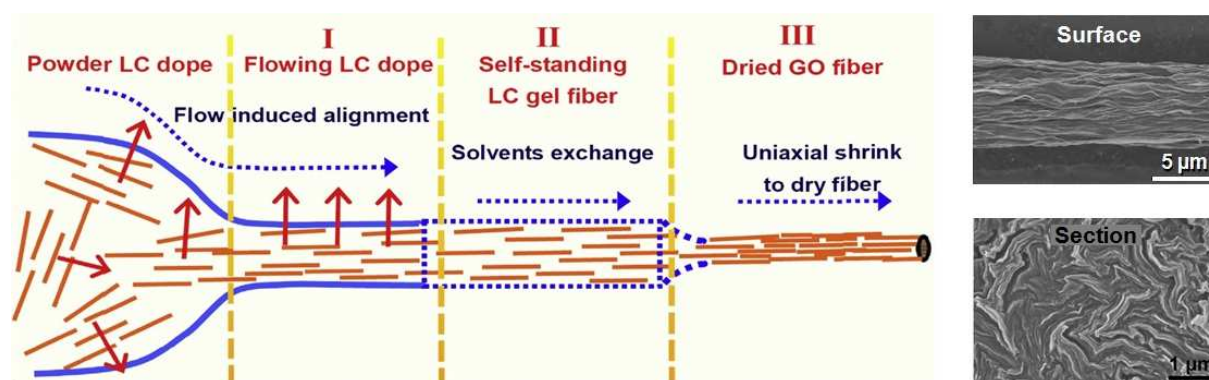 I
II
III
Powder LC dope
Flowing LC dope
Self-standing
LC gel fiber
Dried GO fiber
Flow induced alignment
Solvents exchange
Uniaxial shrink
to dry fiber
Surface
5 µm
Section
1 µm